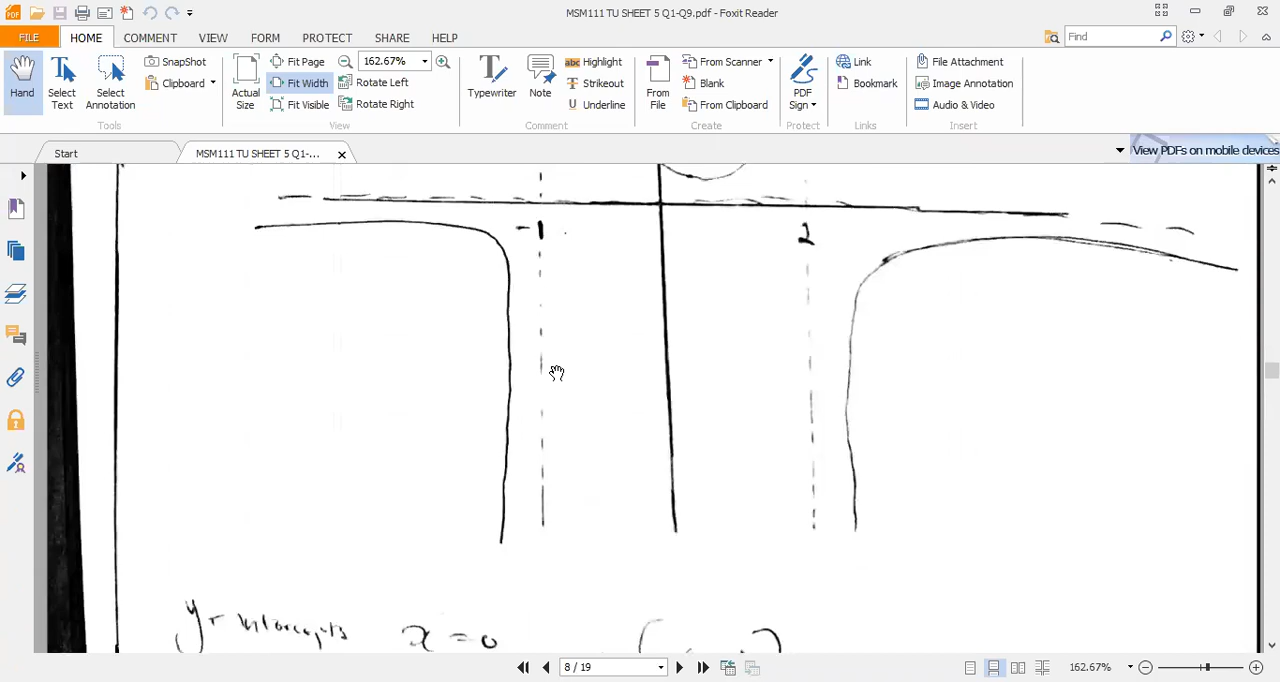 MSM111 TU SHEET 5 Q1-Q9.pdf - Foxit Reader
FILE HOME COMMENT VIEW FORM PROTECT SHARE HELP Find
Hand
Select Text
Select Annotation
SnapShot
Clipboard
Tools
Actual Size
Fit Page
Fit Width
Fit Visible
162.67%
Rotate Left
Rotate Right
View
Typewriter
Note
Highlight
Strikeout
Underline
Comment
From File
From Scanner
Blank
From Clipboard
Create
PDF Sign
Protect
Link
Bookmark
Links
File Attachment
Image Annotation
Audio & Video
Insert
Start MSM111 TU SHEET 5 Q1-... View PDFs on mobile devices
-1 2
y-intercepts x=0
8 / 19 162.67%